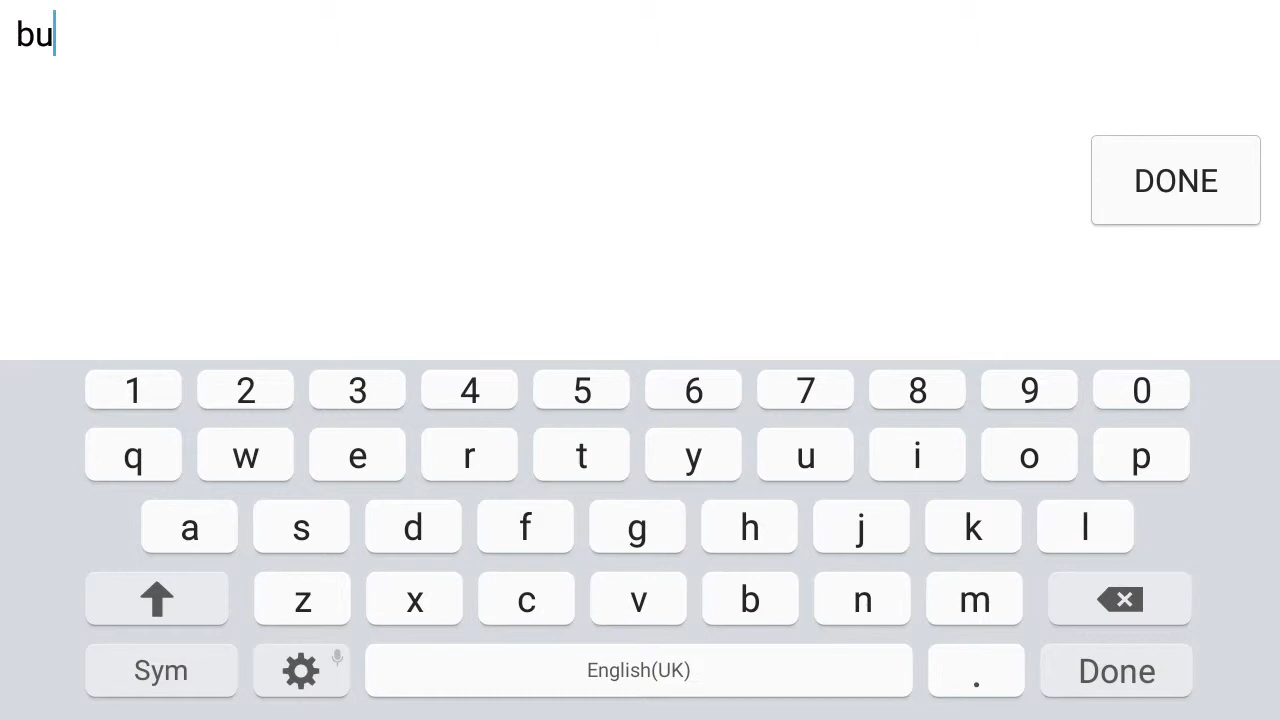 bu
DONE
1 2 3 4 5 6 7 8 9 0
q w e r t y u i o p
a s d f g h j k l
z x c v b n m
Sym English(UK) . Done